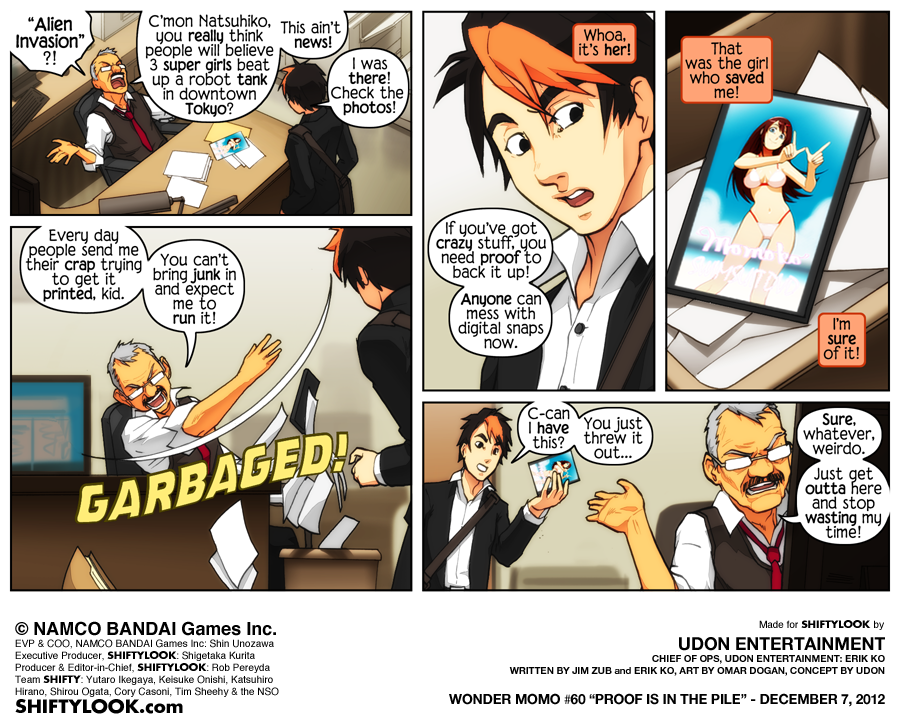 “Alien
Invasion”
?!
C’mon Natsuhiko,
you really think
people will believe
3 super girls beat
up a robot tank
in downtown
Tokyo?
This ain’t
news!
I was
there!
Check the
photos!
Every day
people send me
their crap trying
to get it
printed, kid.
You can’t
bring junk in
and expect
me to
run it!
GARBAGED!
Whoa,
it’s her!
If you’ve got
crazy stuff, you
need proof to
back it up!
Anyone can
mess with
digital snaps
now.
That
was the girl
who saved
me!
Momoko
I’m
sure
of it!
C-can
I have
this?
You just
threw it
out...
Sure,
whatever,
weirdo.
Just get
outta here
and stop
wasting my
time!
© NAMCO BANDAI Games Inc.
EVP & COO, NAMCO BANDAI Games Inc: Shin Unozawa
Executive Producer, SHIFTYLOOK: Shigetaka Kurita
Producer & Editor-in-Chief, SHIFTYLOOK: Rob Pereyda
Team SHIFTY: Yutaro Ikegaya, Keisuke Onishi, Katsuhiro
Hirano, Shirou Ogata, Cory Casoni, Tim Sheehy & the NSO
SHIFTYLOOK.com
Made for SHIFTYLOOK by
UDON ENTERTAINMENT
CHIEF OF OPS, UDON ENTERTAINMENT: ERIK KO
WRITTEN BY JIM ZUB and ERIK KO, ART BY OMAR DOGAN, CONCEPT BY UDON
WONDER MOMO #60 “PROOF IS IN THE PILE” - DECEMBER 7, 2012